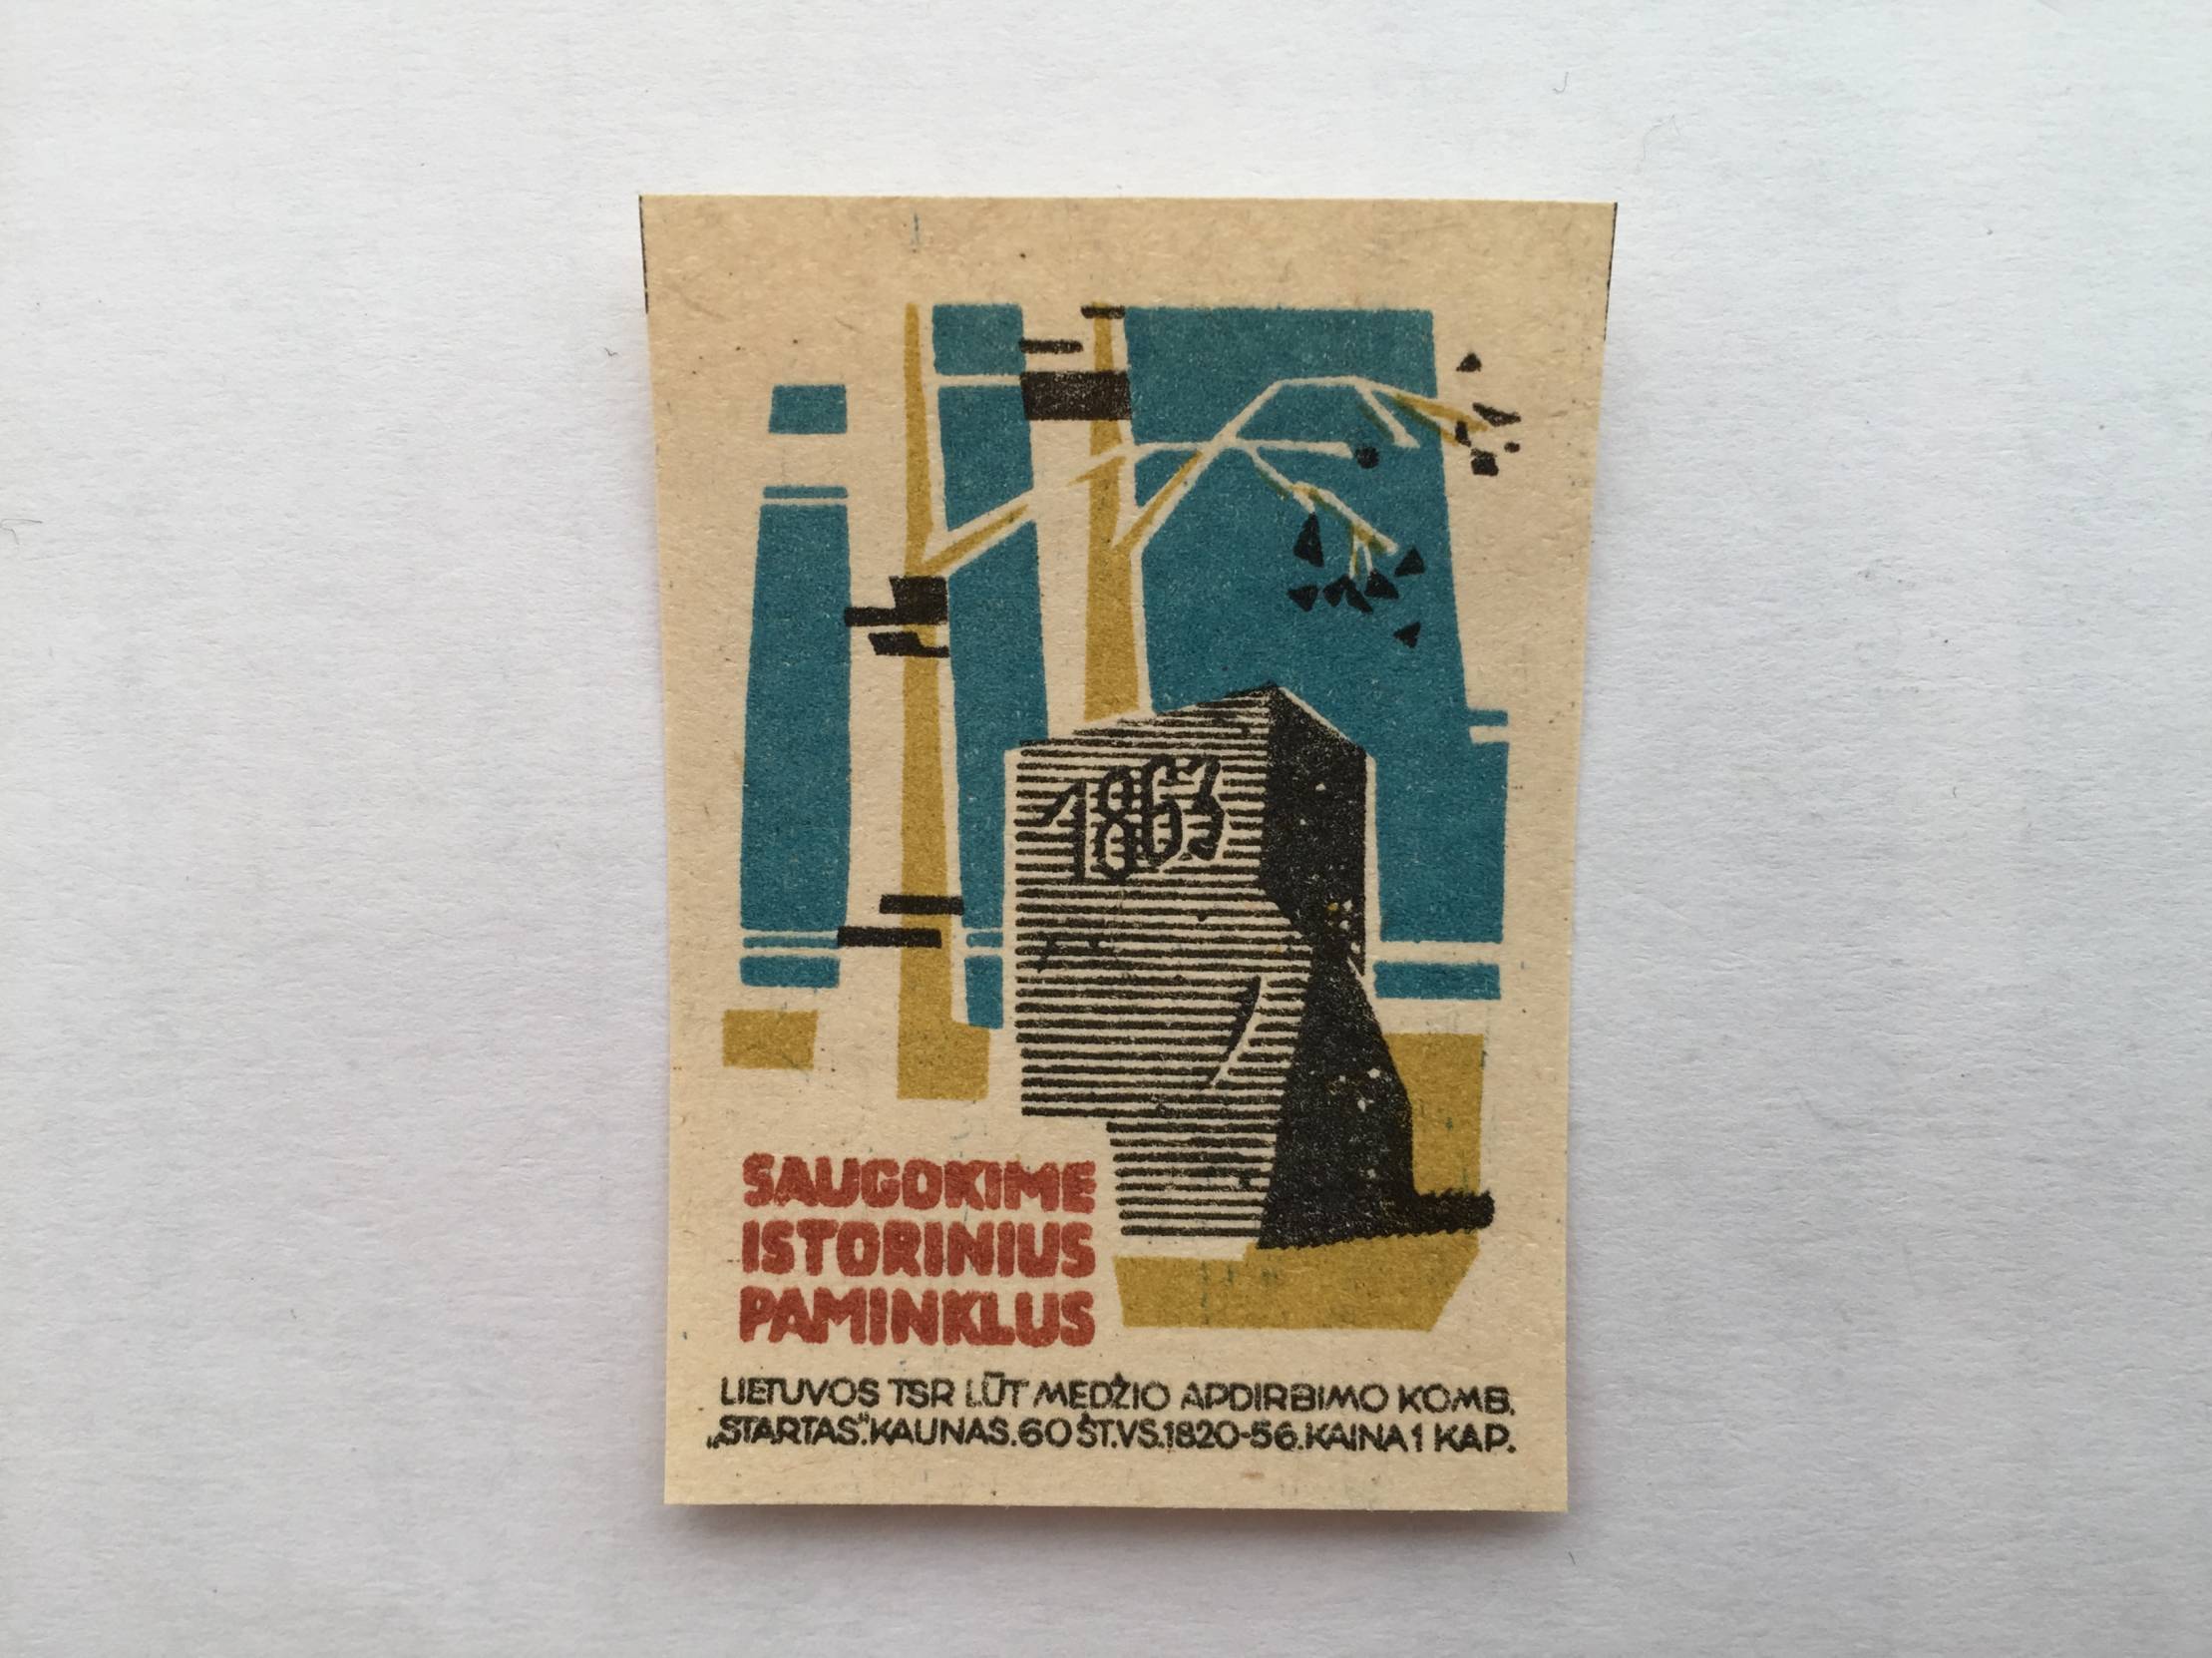 1863
SAUGOKIME
ISTORINIUS
PAMINKLUS
LIETUVOS TSR LŪT MEDŽIO APDIRBIMO KOMB.
„STARTAS". KAUNAS. 60 ŠT. VS. 1820-56. KAINA 1 KAP.